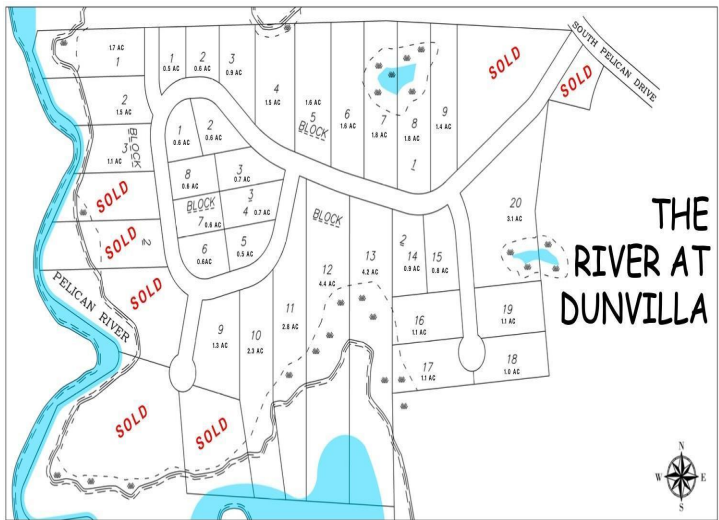 THE
RIVER AT
DUNVILLA
SOUTH PELICAN DRIVE
PELICAN RIVER
1.7 AC
1
2
1.5 AC
3
1.1 AC
BLOCK
2
SOLD
SOLD
SOLD
SOLD
SOLD
1
0.5 AC
2
0.6 AC
3
0.9 AC
4
1.5 AC
1.6 AC
5
BLOCK
6
1.6 AC
7
1.8 AC
8
1.8 AC
1
9
1.4 AC
SOLD
SOLD
1
0.6 AC
2
0.6 AC
8
0.6 AC
3
0.7 AC
BLOCK
3
7 0.6 AC
4 0.7 AC
6
0.6AC
5
0.5 AC
BLOCK
2
9
1.3 AC
10
2.3 AC
11
2.8 AC
12
4.4 AC
13
4.2 AC
14
0.9 AC
15
0.8 AC
16
1.1 AC
17
1.1 AC
18
1.0 AC
19
1.1 AC
20
3.1 AC
N
W E
S